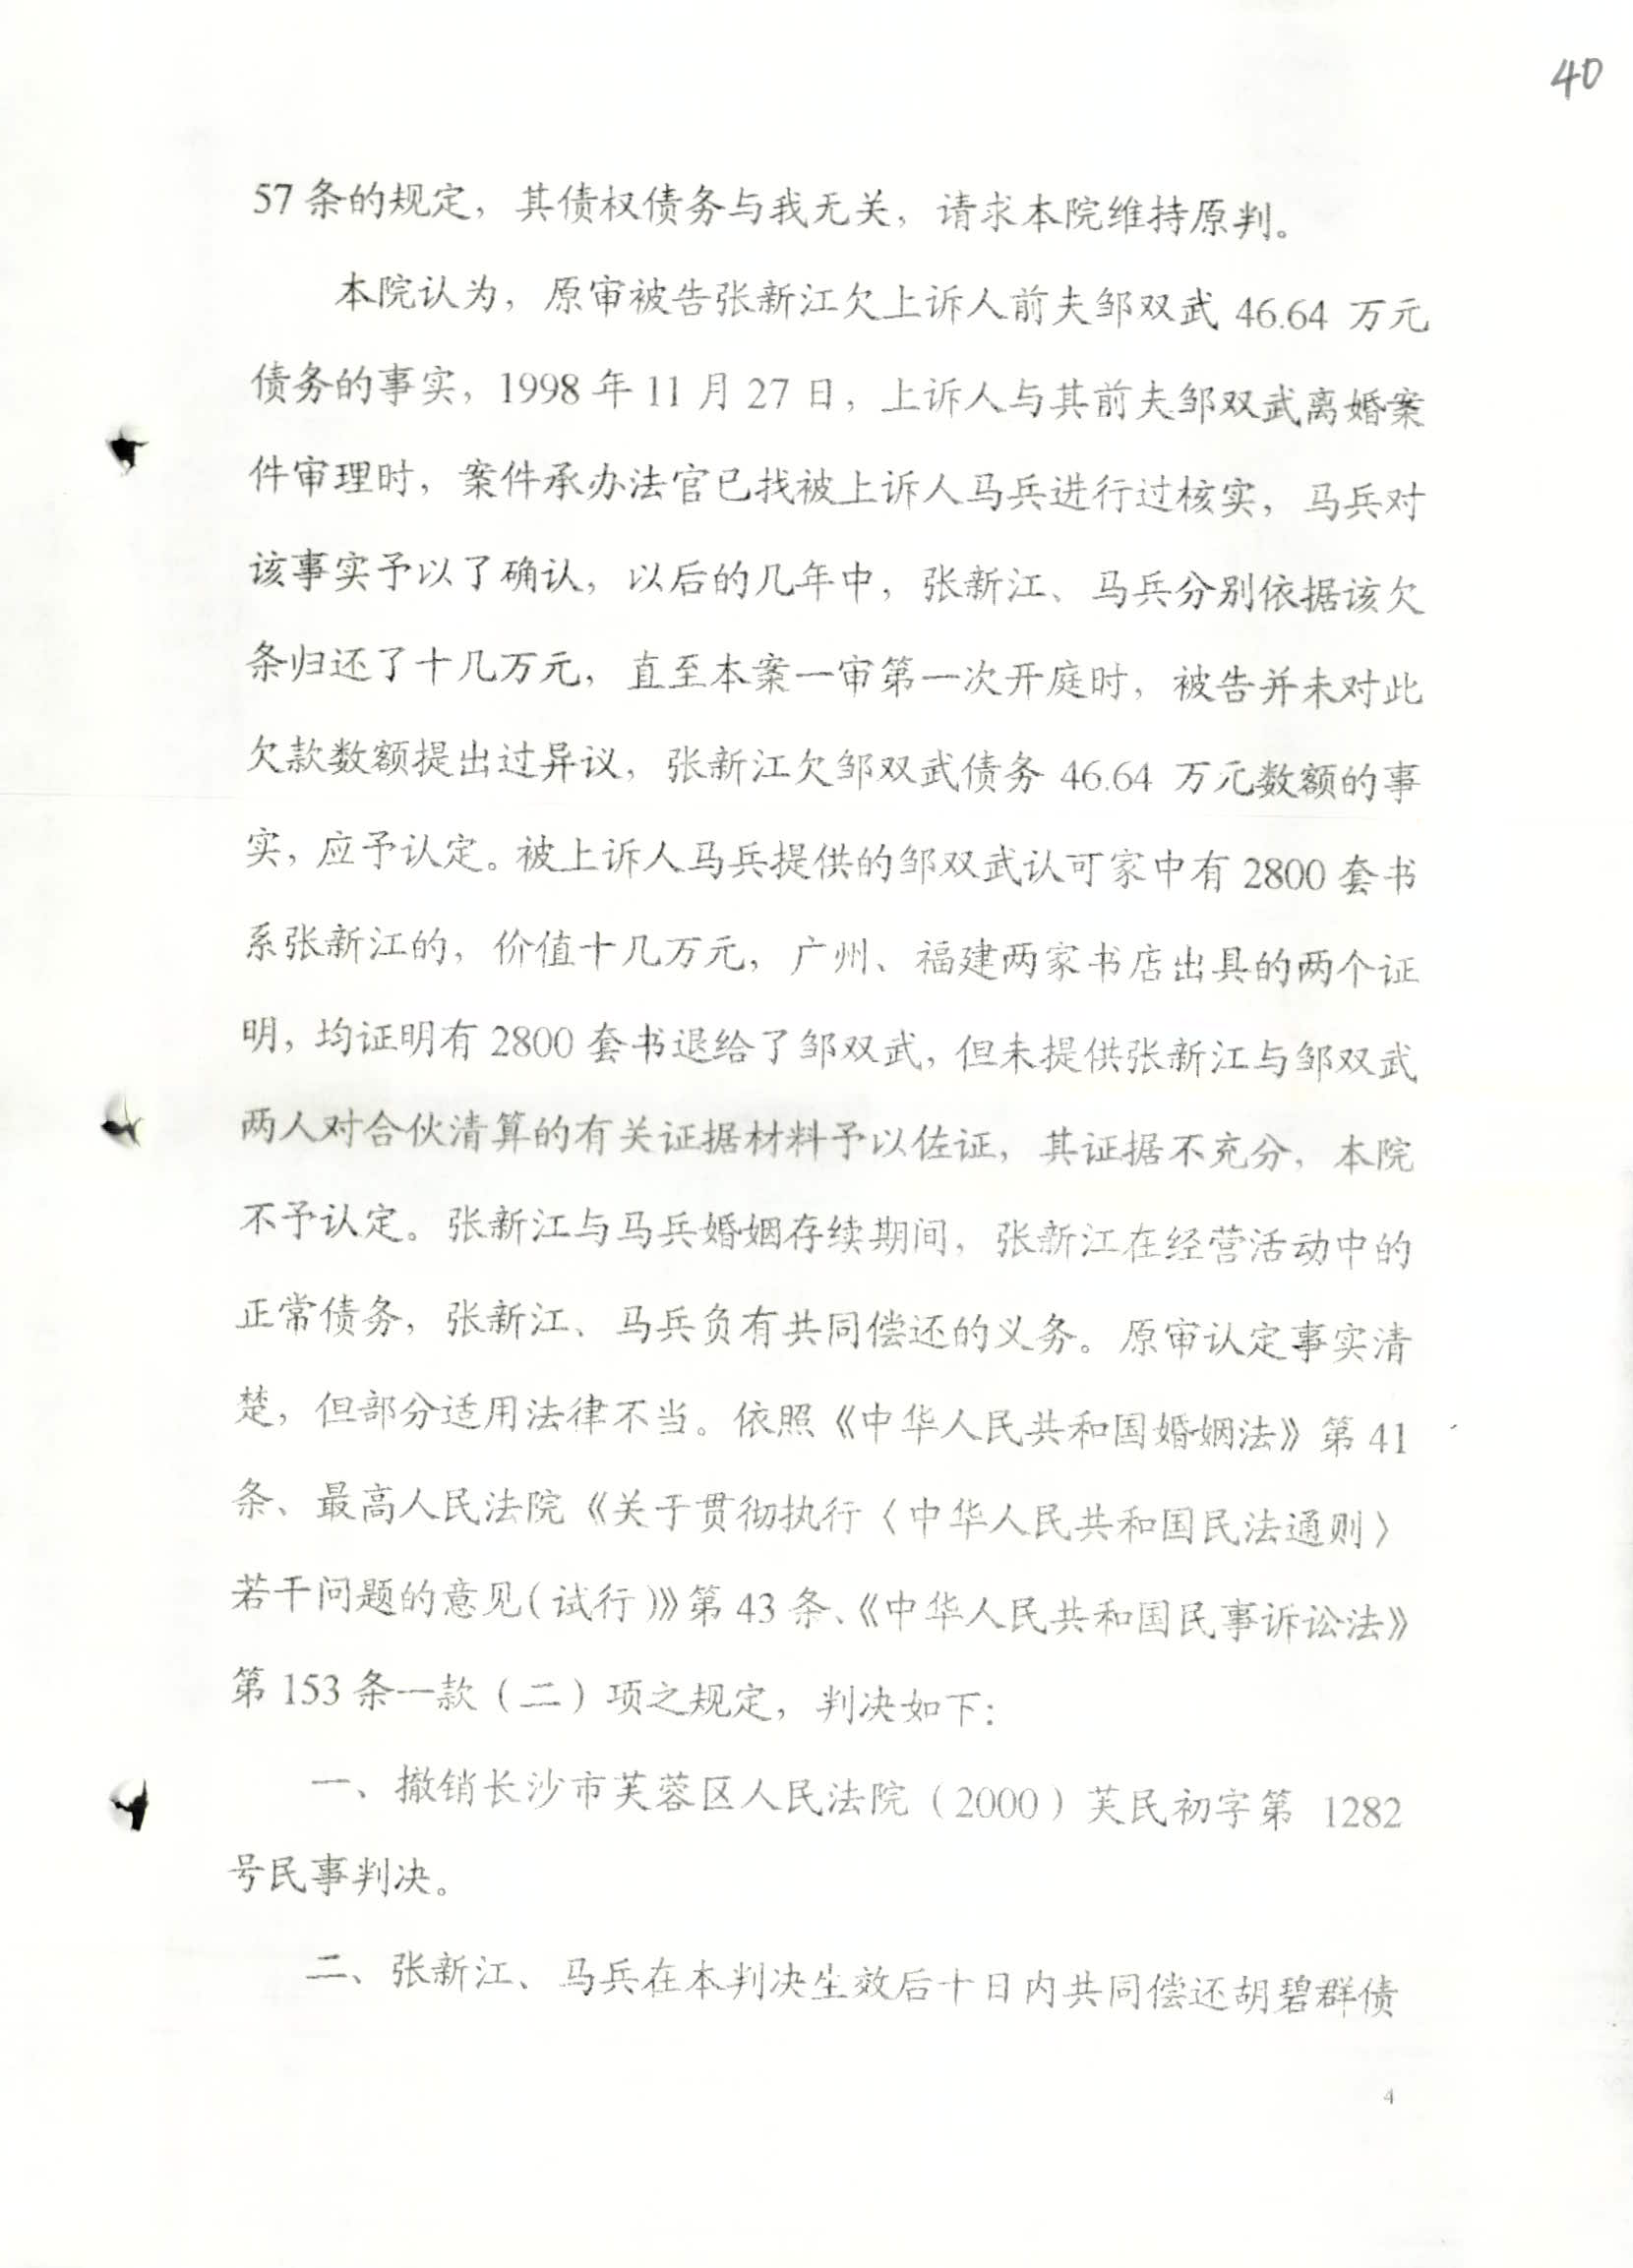 40
57条的规定，其债权债务与我无关，请求本院维持原判。
本院认为，原审被告张新江欠上诉人前夫邹双武 46.64 万元
债务的事实，1998年11月27日，上诉人与其前夫邹双武离婚案
件审理时，案件承办法官已找被上诉人马兵进行过核实，马兵对
该事实予以了确认，以后的几年中，张新江、马兵分别依据该欠
条归还了十几万元，直至本案一审第一次开庭时，被告并未对此
欠款数额提出过异议，张新江欠邹双武债务 46.64 万元数额的事
实，应予认定。被上诉人马兵提供的邹双武认可家中有2800套书
系张新江的，价值十几万元，广州、福建两家书店出具的两个证
明，均证明有2800套书退给了邹双武，但未提供张新江与邹双武
两人对合伙清算的有关证据材料予以佐证，其证据不充分，本院
不予认定。张新江与马兵婚姻存续期间，张新江在经营活动中的
正常债务，张新江、马兵负有共同偿还的义务。原审认定事实清
楚，但部分适用法律不当。依照《中华人民共和国婚姻法》第41
条、最高人民法院《关于贯彻执行〈中华人民共和国民法通则〉
若干问题的意见(试行)》第43条、《中华人民共和国民事诉讼法》
第153条一款（二）项之规定，判决如下：
一、撤销长沙市芙蓉区人民法院（2000）芙民初字第 1282
号民事判决。
二、张新江、马兵在本判决生效后十日内共同偿还胡碧群债
4